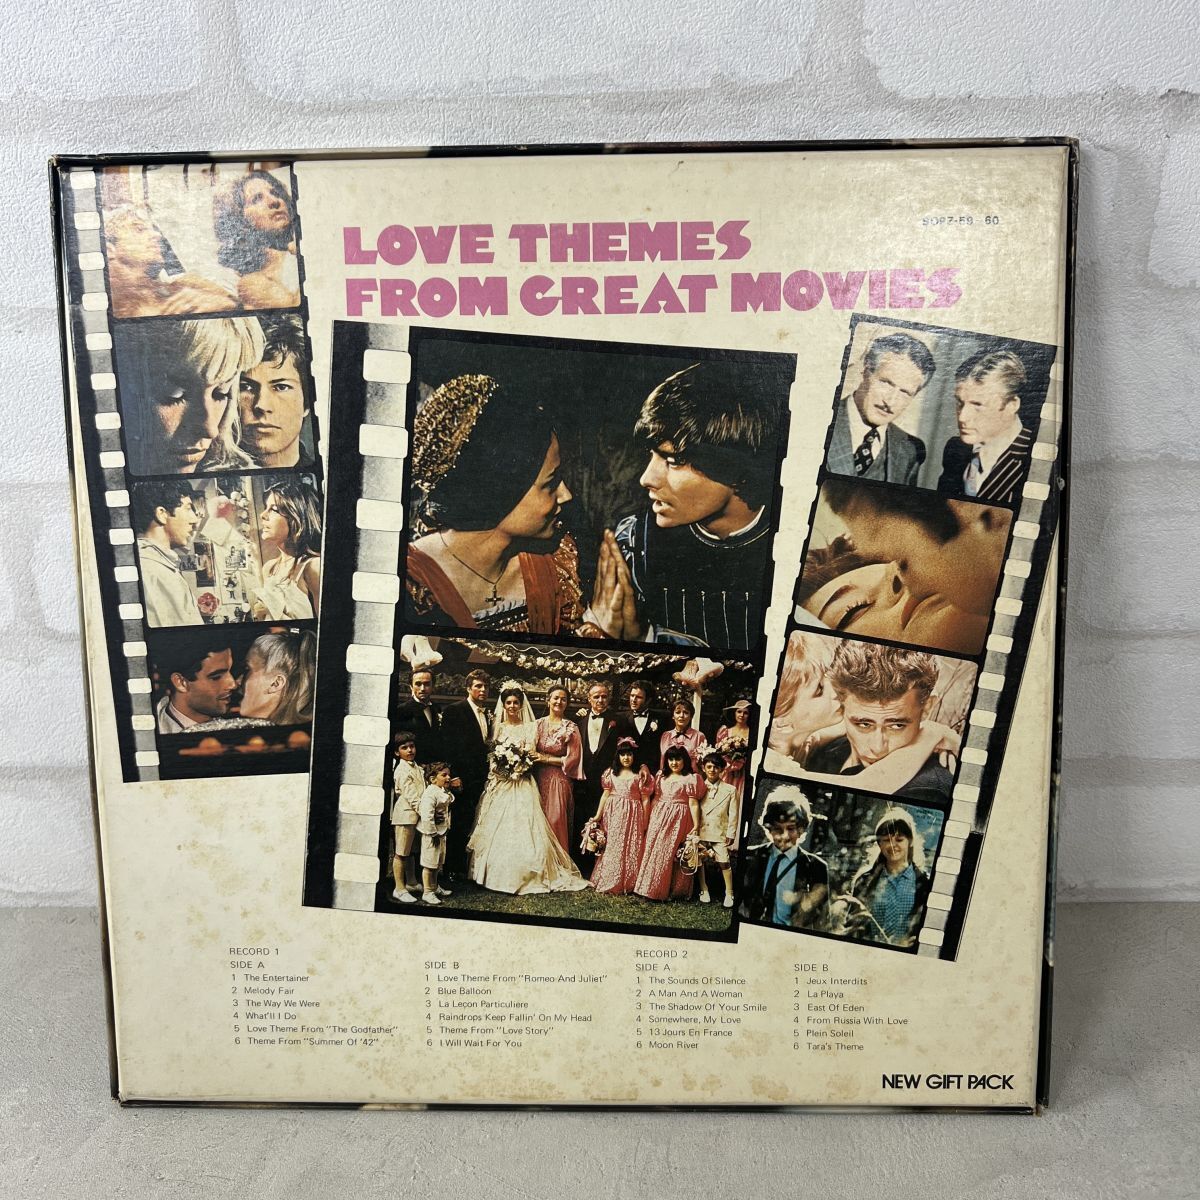 SOPZ-59-60
LOVE THEMES
FROM GREAT MOVIES
RECORD 1
SIDE A
1 The Entertainer
2 Melody Fair
3 The Way We Were
4 What'll I Do
5 Love Theme From "The Godfather"
6 Theme From "Summer Of '42"
SIDE B
1 Love Theme From "Romeo And Juliet"
2 Blue Balloon
3 La Leçon Particuliere
4 Raindrops Keep Fallin' On My Head
5 Theme From "Love Story"
6 I Will Wait For You
RECORD 2
SIDE A
1 The Sounds Of Silence
2 A Man And A Woman
3 The Shadow Of Your Smile
4 Somewhere, My Love
5 13 Jours En France
6 Moon River
SIDE B
1 Jeux Interdits
2 La Playa
3 East Of Eden
4 From Russia With Love
5 Plein Soleil
6 Tara's Theme
NEW GIFT PACK